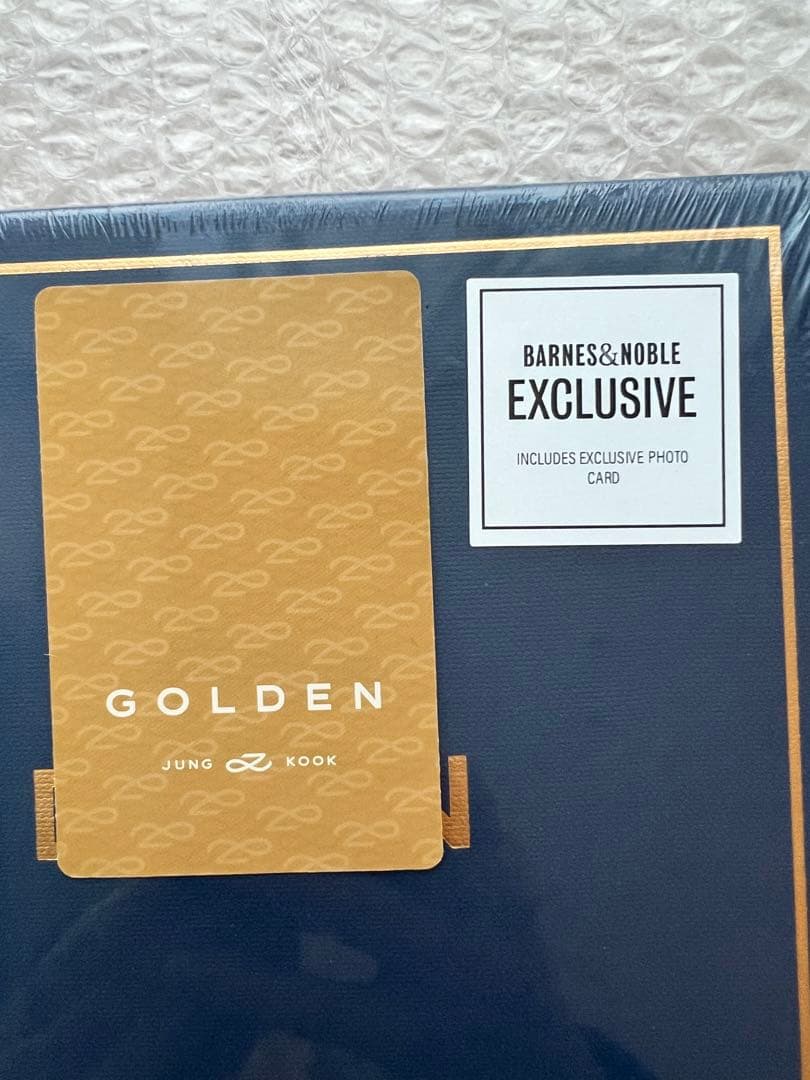 BARNES&NOBLE
EXCLUSIVE
INCLUDES EXCLUSIVE PHOTO
CARD
GOLDEN
JUNG KOOK